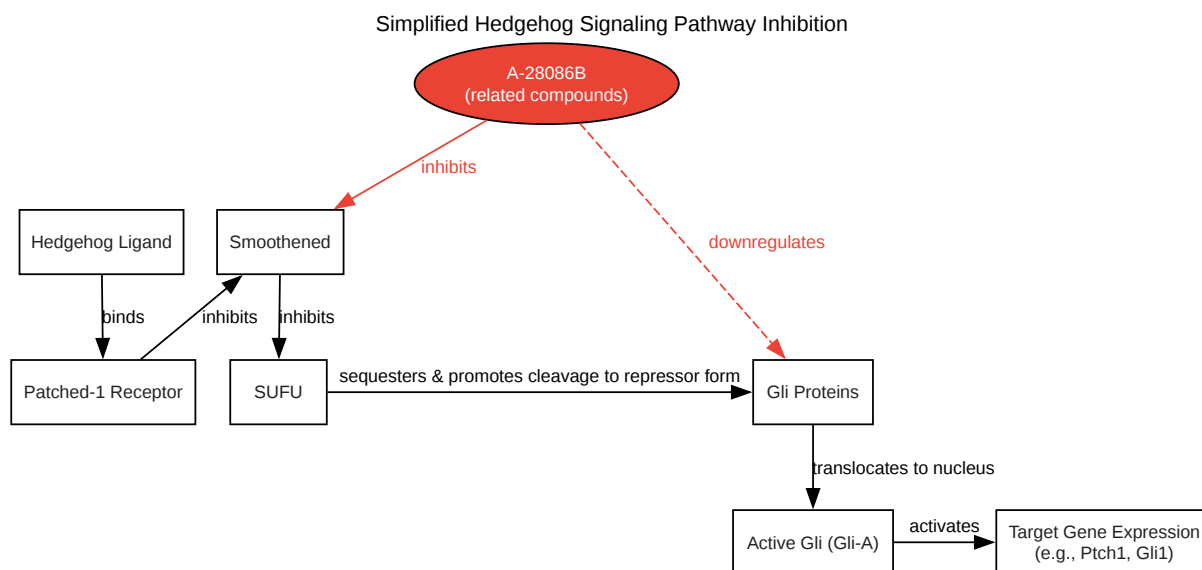 Simplified Hedgehog Signaling Pathway Inhibition
A-28086B
(related compounds)
inhibits
Hedgehog Ligand
Smoothened
downregulates
binds
inhibits
inhibits
Patched-1 Receptor
SUFU
sequesters & promotes cleavage to repressor form
Gli Proteins
translocates to nucleus
Active Gli (Gli-A)
activates
Target Gene Expression
(e.g., Ptch1, Gli1)